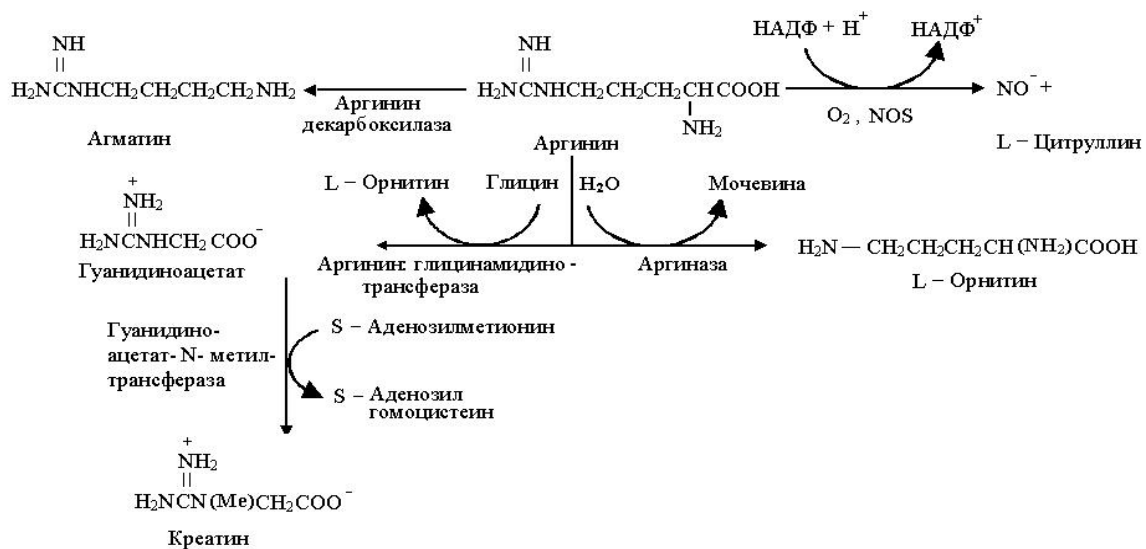 NH
||
H₂NCNHCH₂CH₂CH₂CH₂NH₂
Агматин
Аргинин
декарбоксилаза
NH
||
H₂NCNHCH₂CH₂CH₂CHCOOH
NH₂
Аргинин
НАДФ + H⁺
НАДФ⁺
O₂ , NOS
NO⁻ +
L – Цитруллин
L – Орнитин
Глицин
H₂O
Мочевина
+
NH₂
||
H₂NCNHCH₂ COO⁻
Гуанидиноацетат
Аргинин: глицинамидино -
трансфераза
Аргиназа
H₂N — CH₂CH₂CH₂CH(NH₂)COOH
L – Орнитин
Гуанидино-
ацетат- N- метил-
трансфераза
S – Аденозилметионин
S – Аденозил
гомоцистеин
+
NH₂
||
H₂NCN(Me)CH₂COO⁻
Креатин